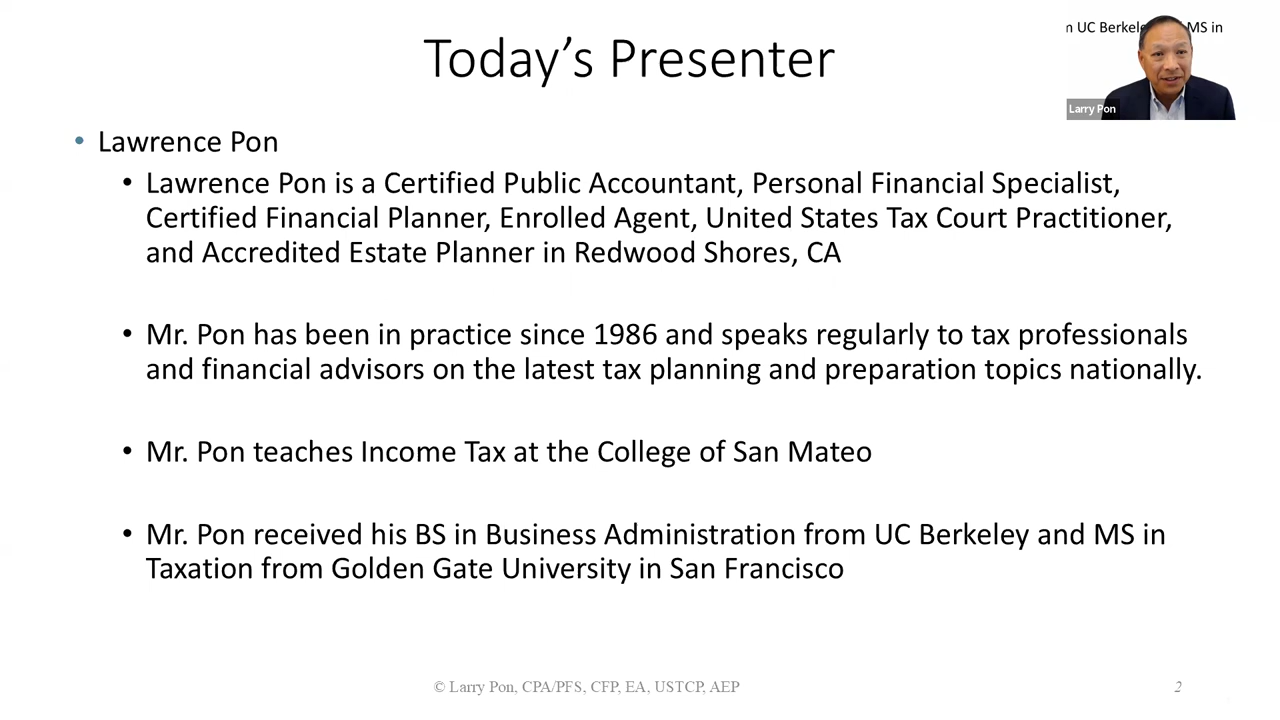 n UC Berkele MS in
Today's Presenter
Larry Pon
• Lawrence Pon
• Lawrence Pon is a Certified Public Accountant, Personal Financial Specialist,
Certified Financial Planner, Enrolled Agent, United States Tax Court Practitioner,
and Accredited Estate Planner in Redwood Shores, CA
• Mr. Pon has been in practice since 1986 and speaks regularly to tax professionals
and financial advisors on the latest tax planning and preparation topics nationally.
• Mr. Pon teaches Income Tax at the College of San Mateo
• Mr. Pon received his BS in Business Administration from UC Berkeley and MS in
Taxation from Golden Gate University in San Francisco
© Larry Pon, CPA/PFS, CFP, EA, USTCP, AEP
2